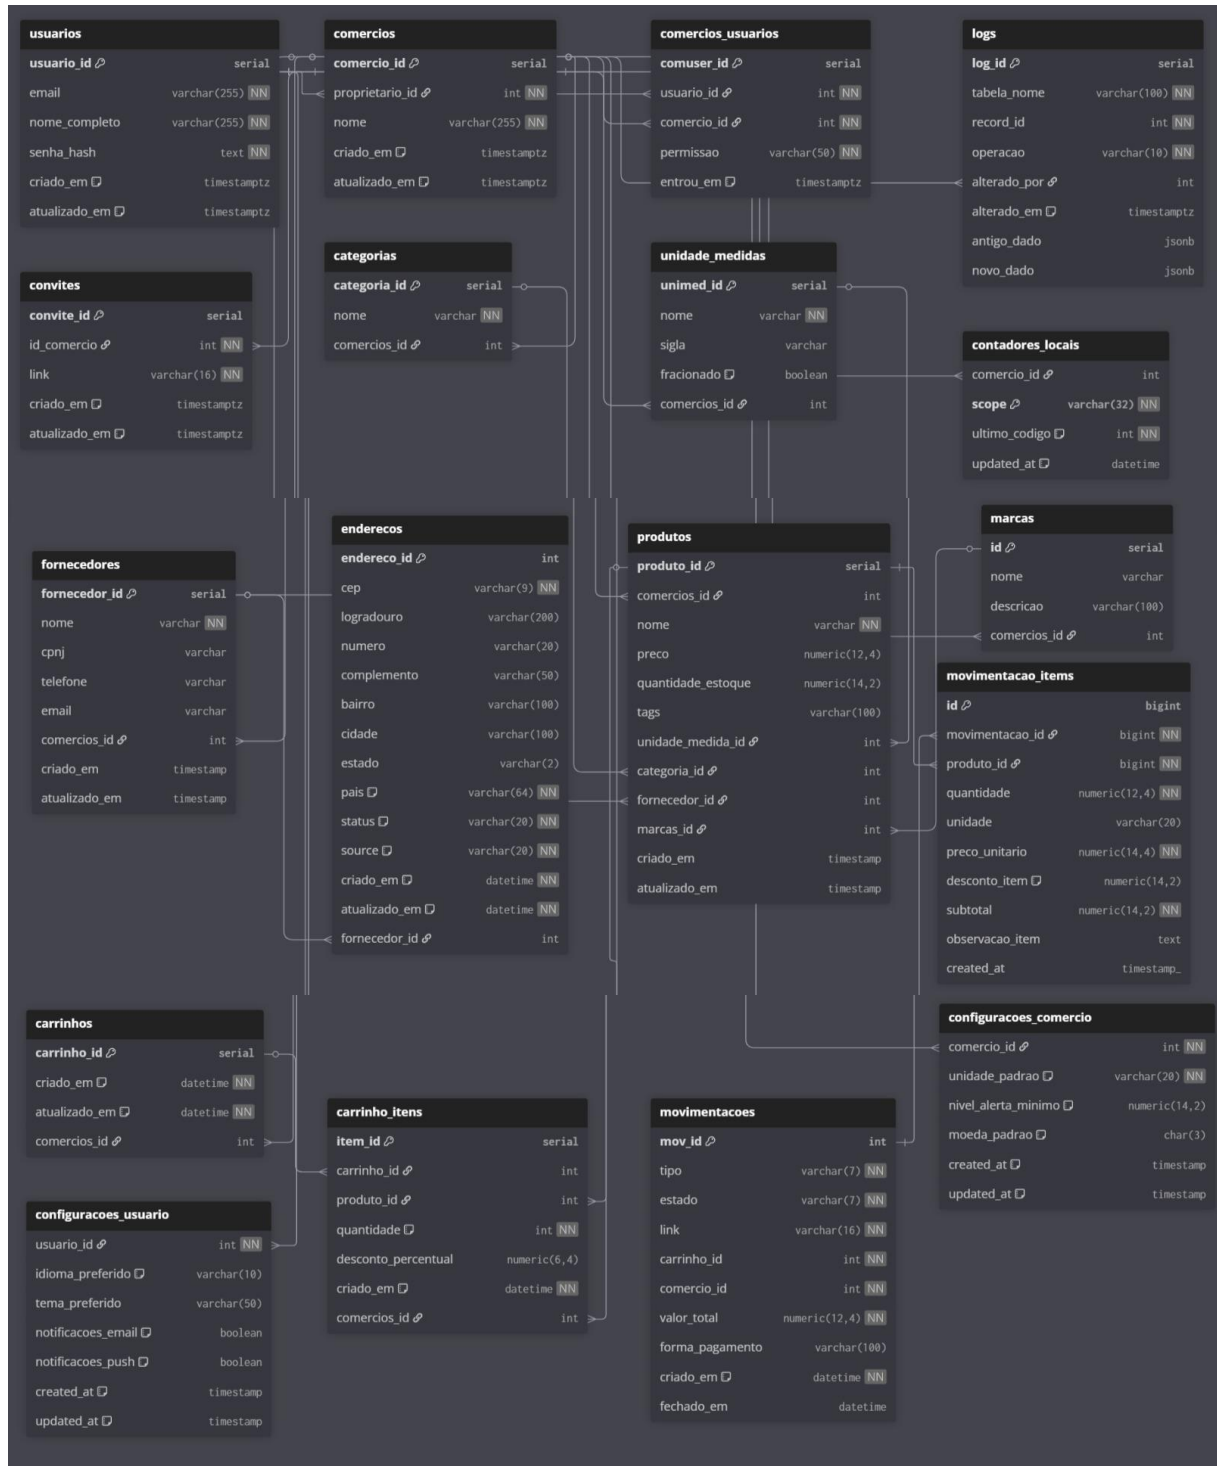 usuarios
usuario_id serial
email varchar(255) NN
nome_completo varchar(255) NN
senha_hash text NN
criado_em timestamptz
atualizado_em timestamptz
comercios
comercio_id serial
proprietario_id int NN
nome varchar(255) NN
criado_em timestamptz
atualizado_em timestamptz
comercios_usuarios
comuser_id serial
usuario_id int NN
comercio_id int NN
permissao varchar(50) NN
entrou_em timestamptz
logs
log_id serial
tabela_nome varchar(100) NN
record_id int NN
operacao varchar(10) NN
alterado_por int
alterado_em timestamptz
antigo_dado jsonb
novo_dado jsonb
convites
convite_id serial
id_comercio int NN
link varchar(16) NN
criado_em timestamptz
atualizado_em timestamptz
categorias
categoria_id serial
nome varchar NN
comercios_id int
unidade_medidas
unimed_id serial
nome varchar NN
sigla varchar
fracionado boolean
comercios_id int
contadores_locais
comercio_id int
scope varchar(32) NN
ultimo_codigo int NN
updated_at datetime
fornecedores
fornecedor_id serial
nome varchar NN
cpnj varchar
telefone varchar
email varchar
comercios_id int
criado_em timestamp
atualizado_em timestamp
enderecos
endereco_id int
cep varchar(9) NN
logradouro varchar(200)
numero varchar(20)
complemento varchar(50)
bairro varchar(100)
cidade varchar(100)
estado varchar(2)
pais varchar(64) NN
status varchar(20) NN
source varchar(20) NN
criado_em datetime NN
atualizado_em datetime NN
fornecedor_id int
produtos
produto_id serial
comercios_id int
nome varchar NN
preco numeric(12,4)
quantidade_estoque numeric(14,2)
tags varchar(100)
unidade_medida_id int
categoria_id int
fornecedor_id int
marcas_id int
criado_em timestamp
atualizado_em timestamp
marcas
id serial
nome varchar
descricao varchar(100)
comercios_id int
movimentacao_items
id bigint
movimentacao_id bigint NN
produto_id bigint NN
quantidade numeric(12,4) NN
unidade varchar(20)
preco_unitario numeric(14,4) NN
desconto_item numeric(14,2)
subtotal numeric(14,2) NN
observacao_item text
created_at timestamp_
carrinhos
carrinho_id serial
criado_em datetime NN
atualizado_em datetime NN
comercios_id int
configuracoes_usuario
usuario_id int NN
idioma_preferido varchar(10)
tema_preferido varchar(50)
notificacoes_email boolean
notificacoes_push boolean
created_at timestamp
updated_at timestamp
carrinho_itens
item_id serial
carrinho_id int
produto_id int
quantidade int NN
desconto_percentual numeric(6,4)
criado_em datetime NN
comercios_id int
movimentacoes
mov_id int
tipo varchar(7) NN
estado varchar(7) NN
link varchar(16) NN
carrinho_id int NN
comercio_id int NN
valor_total numeric(12,4) NN
forma_pagamento varchar(100)
criado_em datetime NN
fechado_em datetime
configuracoes_comercio
comercio_id int NN
unidade_padrao varchar(20) NN
nivel_alerta_minimo numeric(14,2)
moeda_padrao char(3)
created_at timestamp
updated_at timestamp